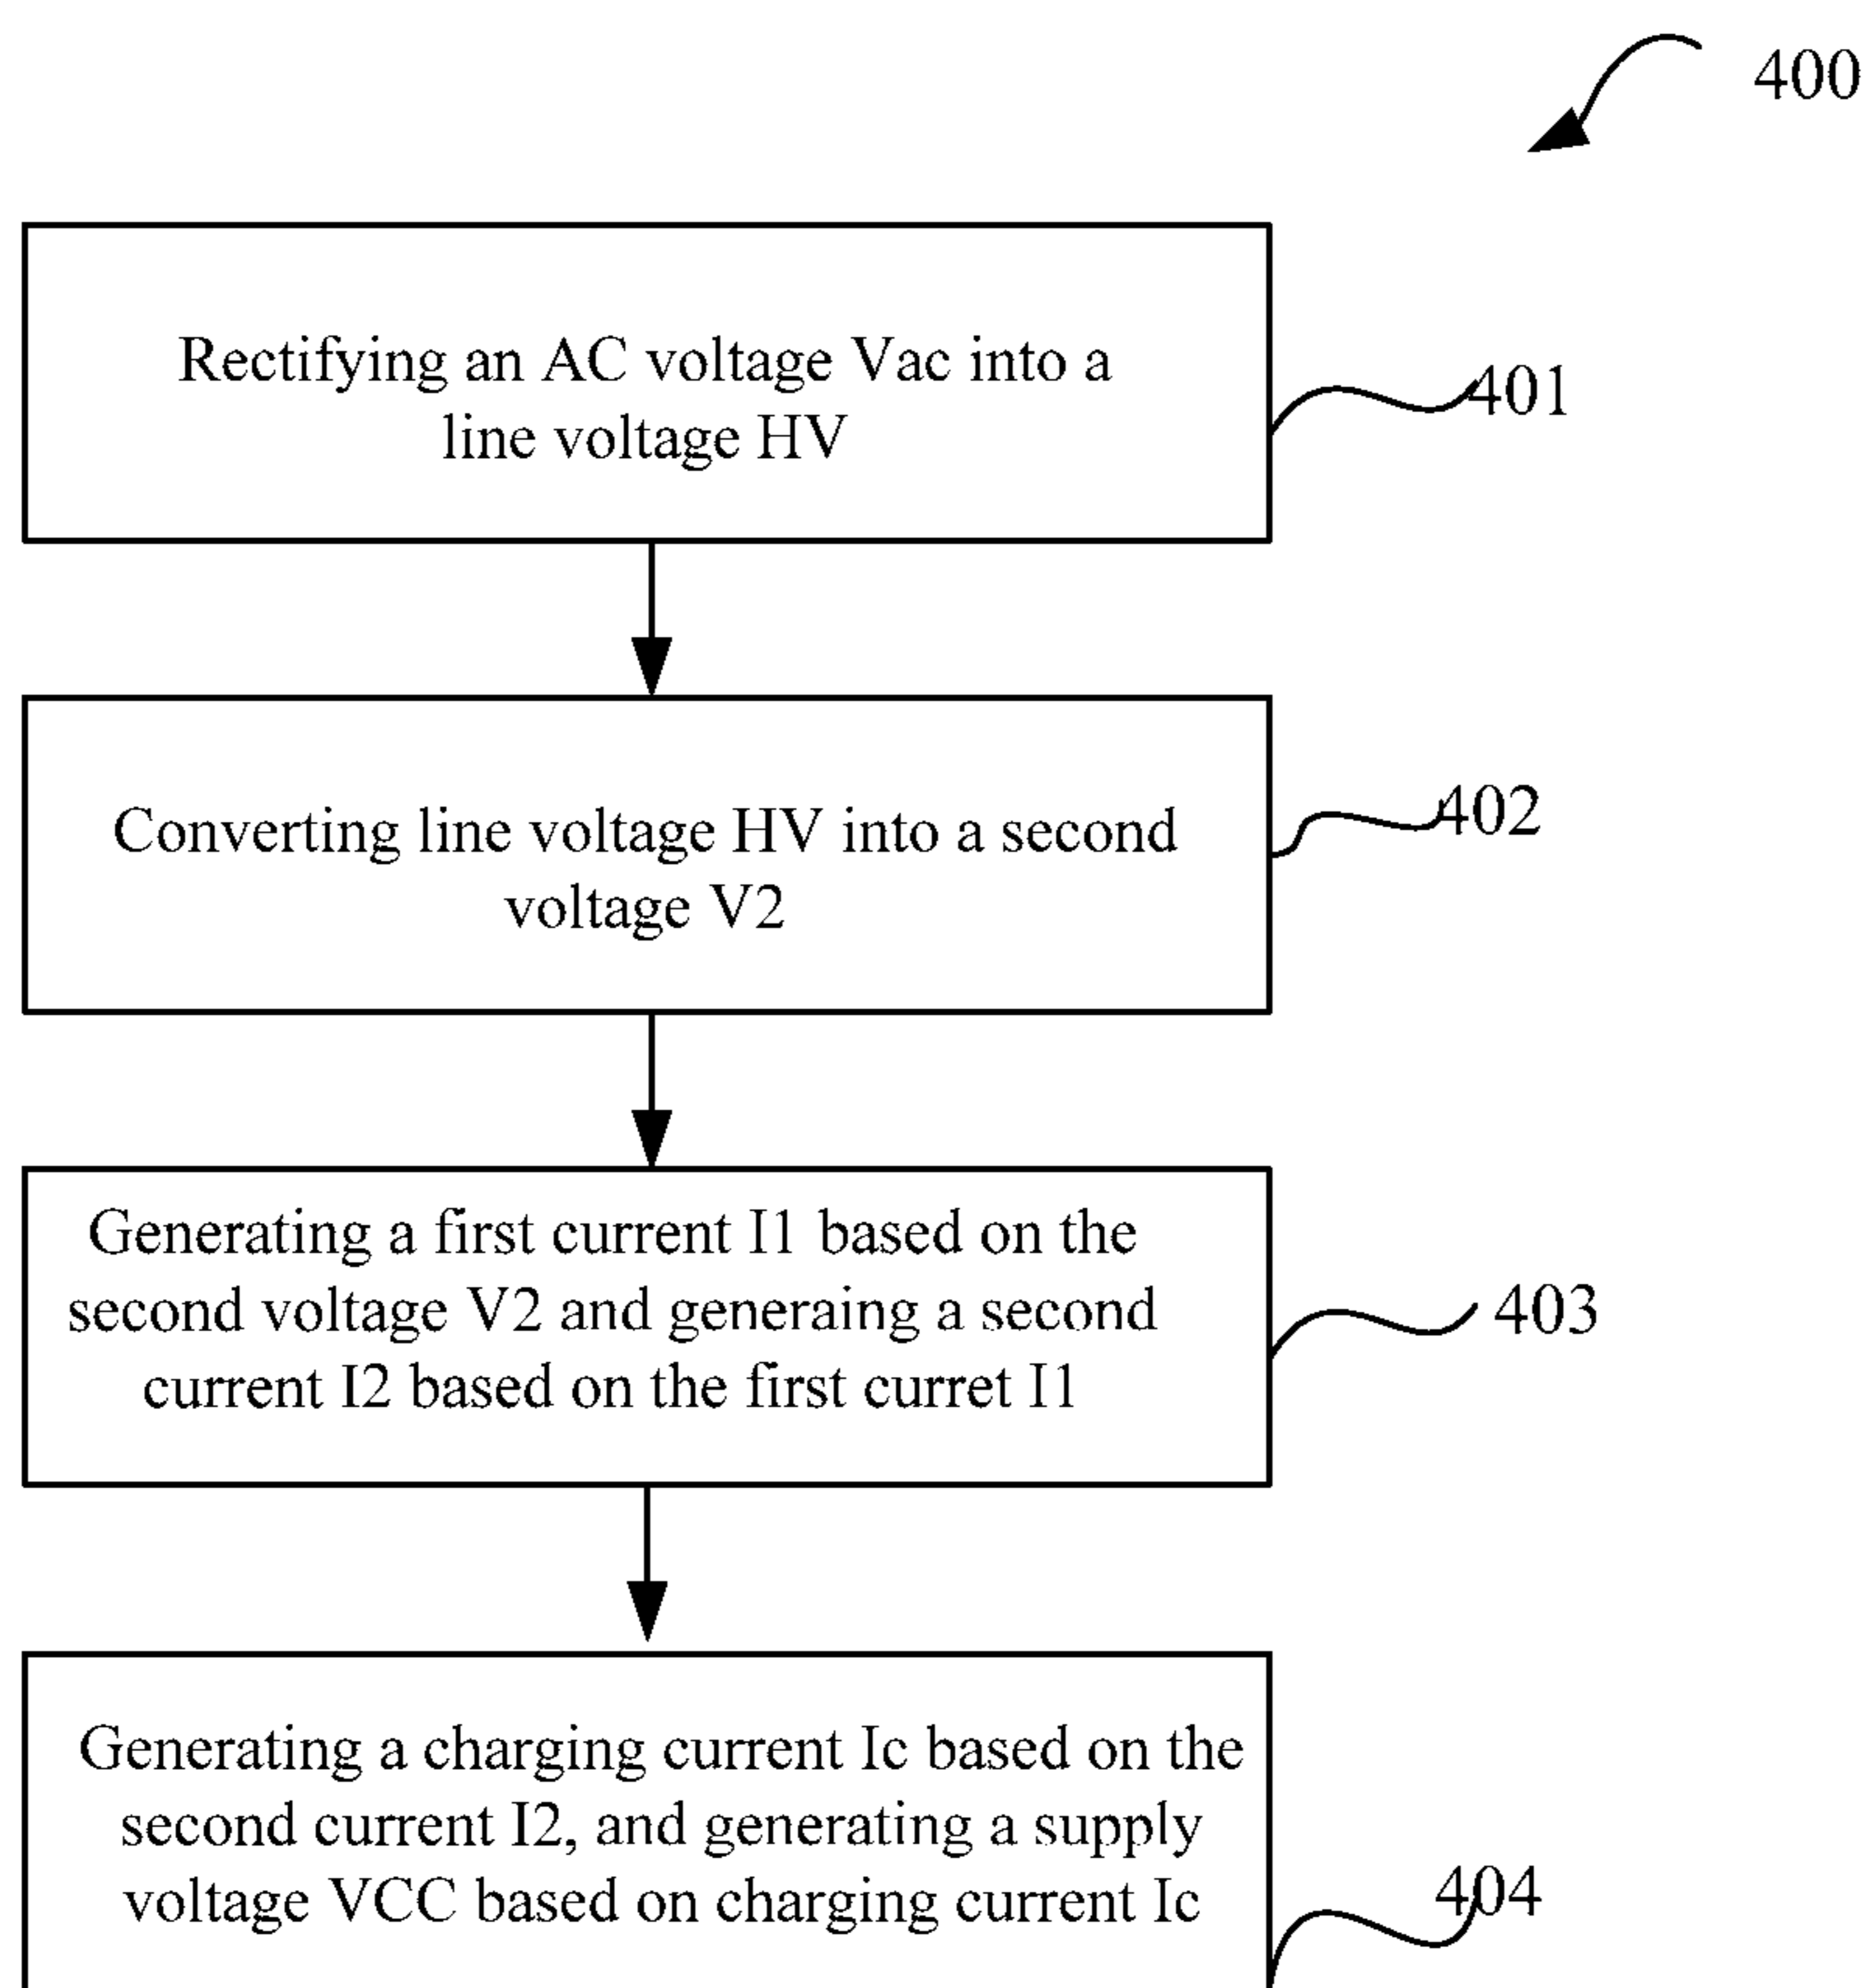 400
Rectifying an AC voltage Vac into a
line voltage HV
401
Converting line voltage HV into a second
voltage V2
402
Generating a first current I1 based on the
second voltage V2 and generaing a second
current I2 based on the first curret I1
403
Generating a charging current Ic based on the
second current I2, and generating a supply
voltage VCC based on charging current Ic
404